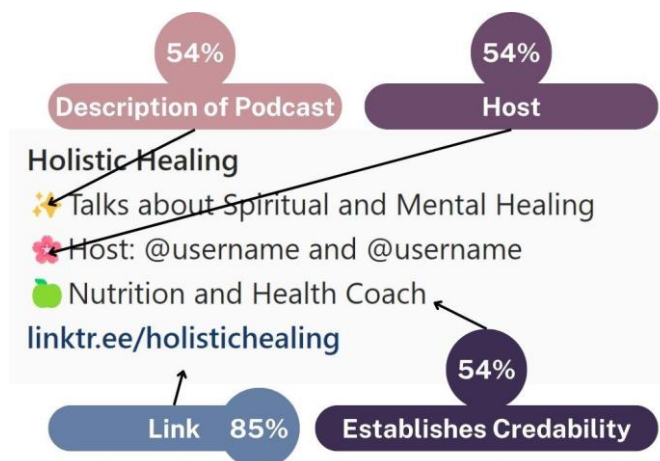 54%
54%
Description of Podcast
Host
Holistic Healing
✨ Talks about Spiritual and Mental Healing
🌸 Host: @username and @username
🍏 Nutrition and Health Coach
linktr.ee/holistichealing
54%
Link 85%
Establishes Credability